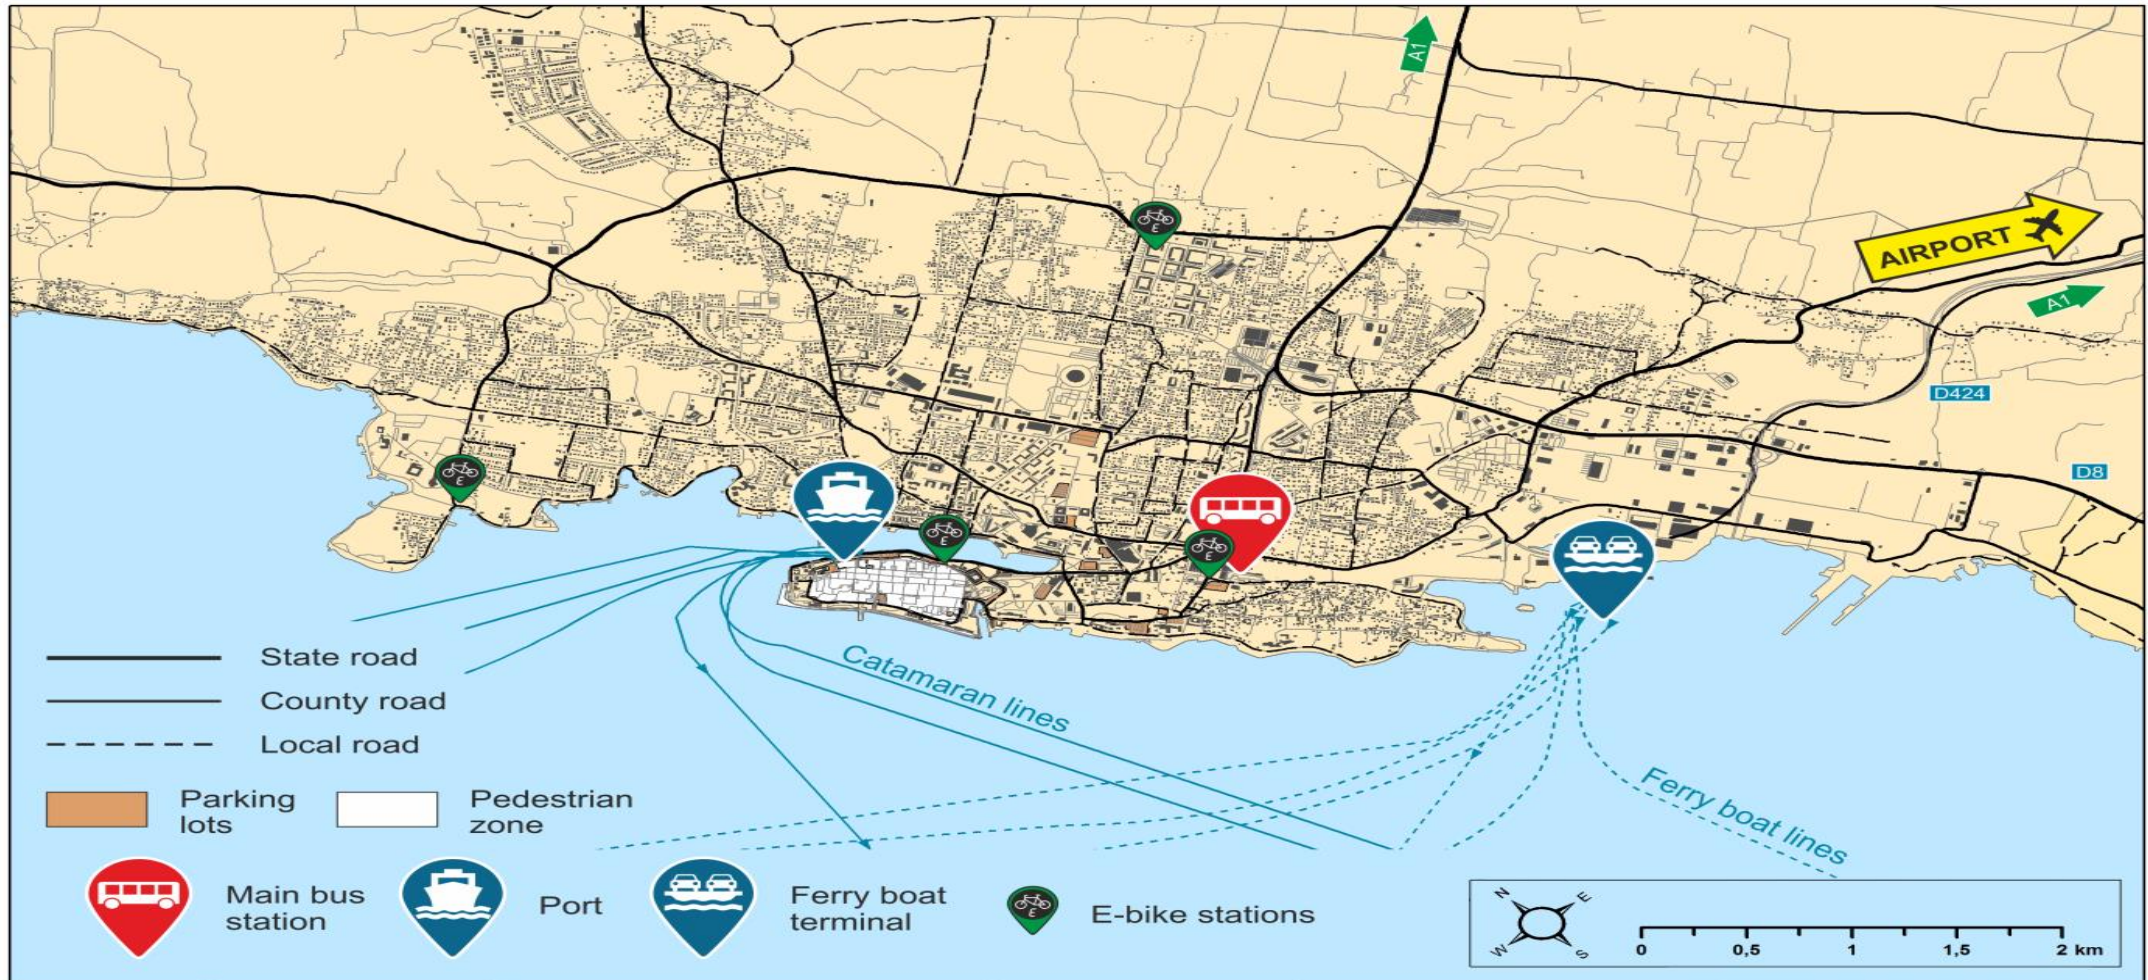 A1
AIRPORT
A1
D424
D8
E
E
E
E
Catamaran lines
Ferry boat lines
State road
County road
Local road
Parking
lots
Pedestrian
zone
Main bus
station
Port
Ferry boat
terminal
E
E-bike stations
N
E
W
S
0 0,5 1 1,5 2 km